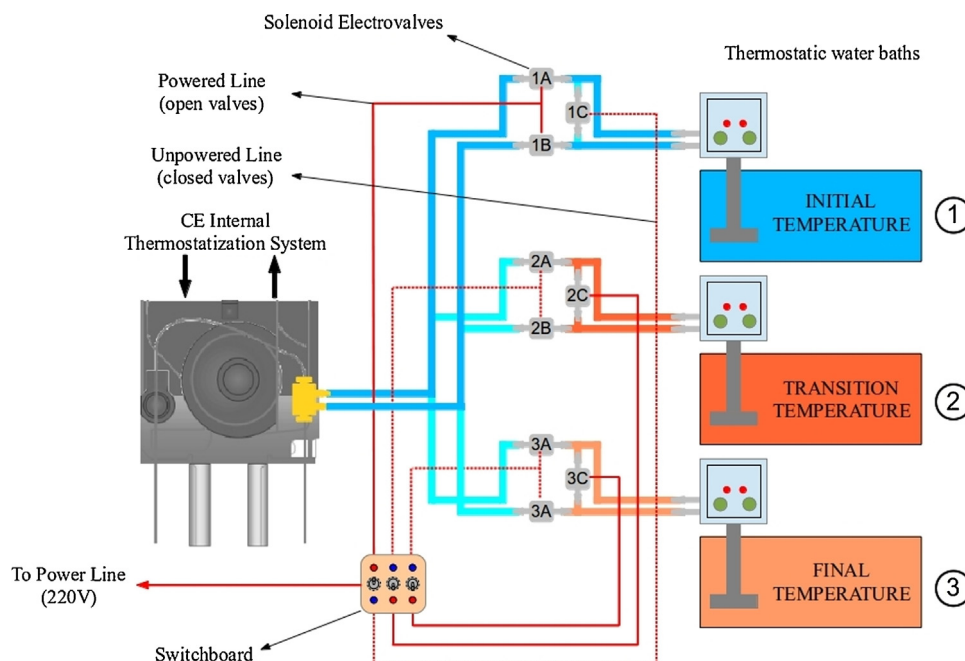 Solenoid Electrovalves
Thermostatic water baths
Powered Line
(open valves)
Unpowered Line
(closed valves)
CE Internal
Thermostatization System
1A
1C
1B
INITIAL
TEMPERATURE
1
2A
2C
2B
TRANSITION
TEMPERATURE
2
3A
3C
3A
FINAL
TEMPERATURE
3
To Power Line
(220V)
Switchboard